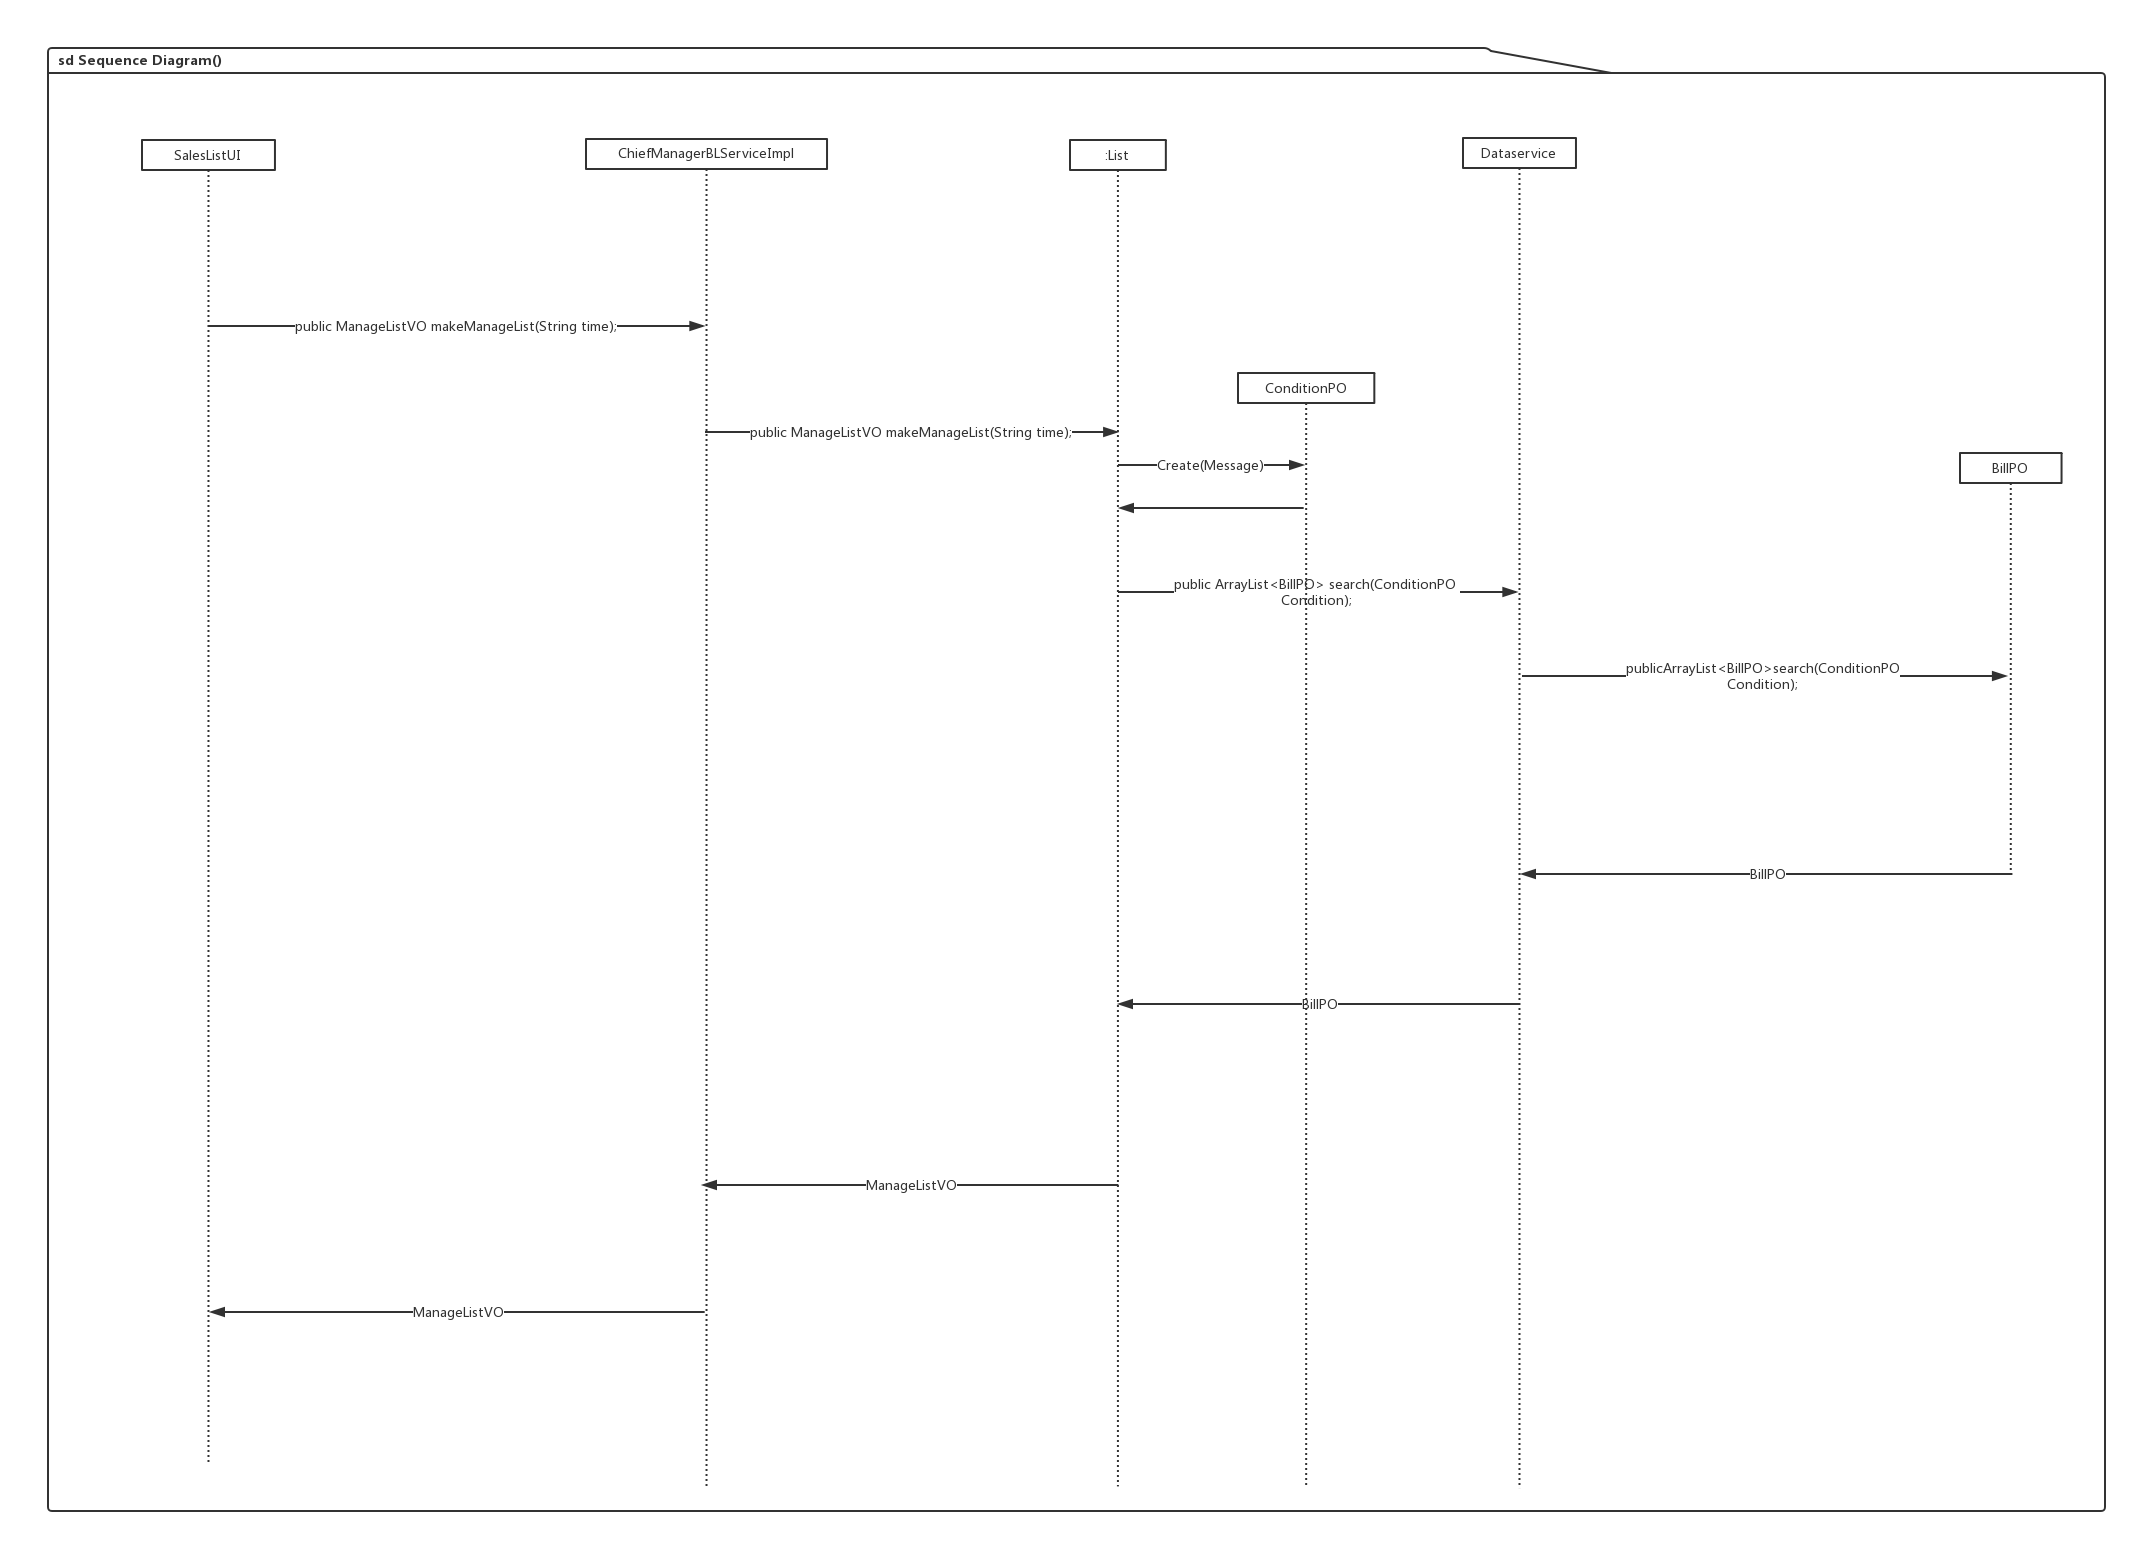 sd Sequence Diagram()
SalesListUI
ChiefManagerBLServiceImpl
:List
Dataservice
public ManageListVO makeManageList(String time);
ConditionPO
public ManageListVO makeManageList(String time);
Create(Message)
BillPO
public ArrayList<BillPO> search(ConditionPO
Condition);
publicArrayList<BillPO>search(ConditionPO
Condition);
BillPO
BillPO
ManageListVO
ManageListVO